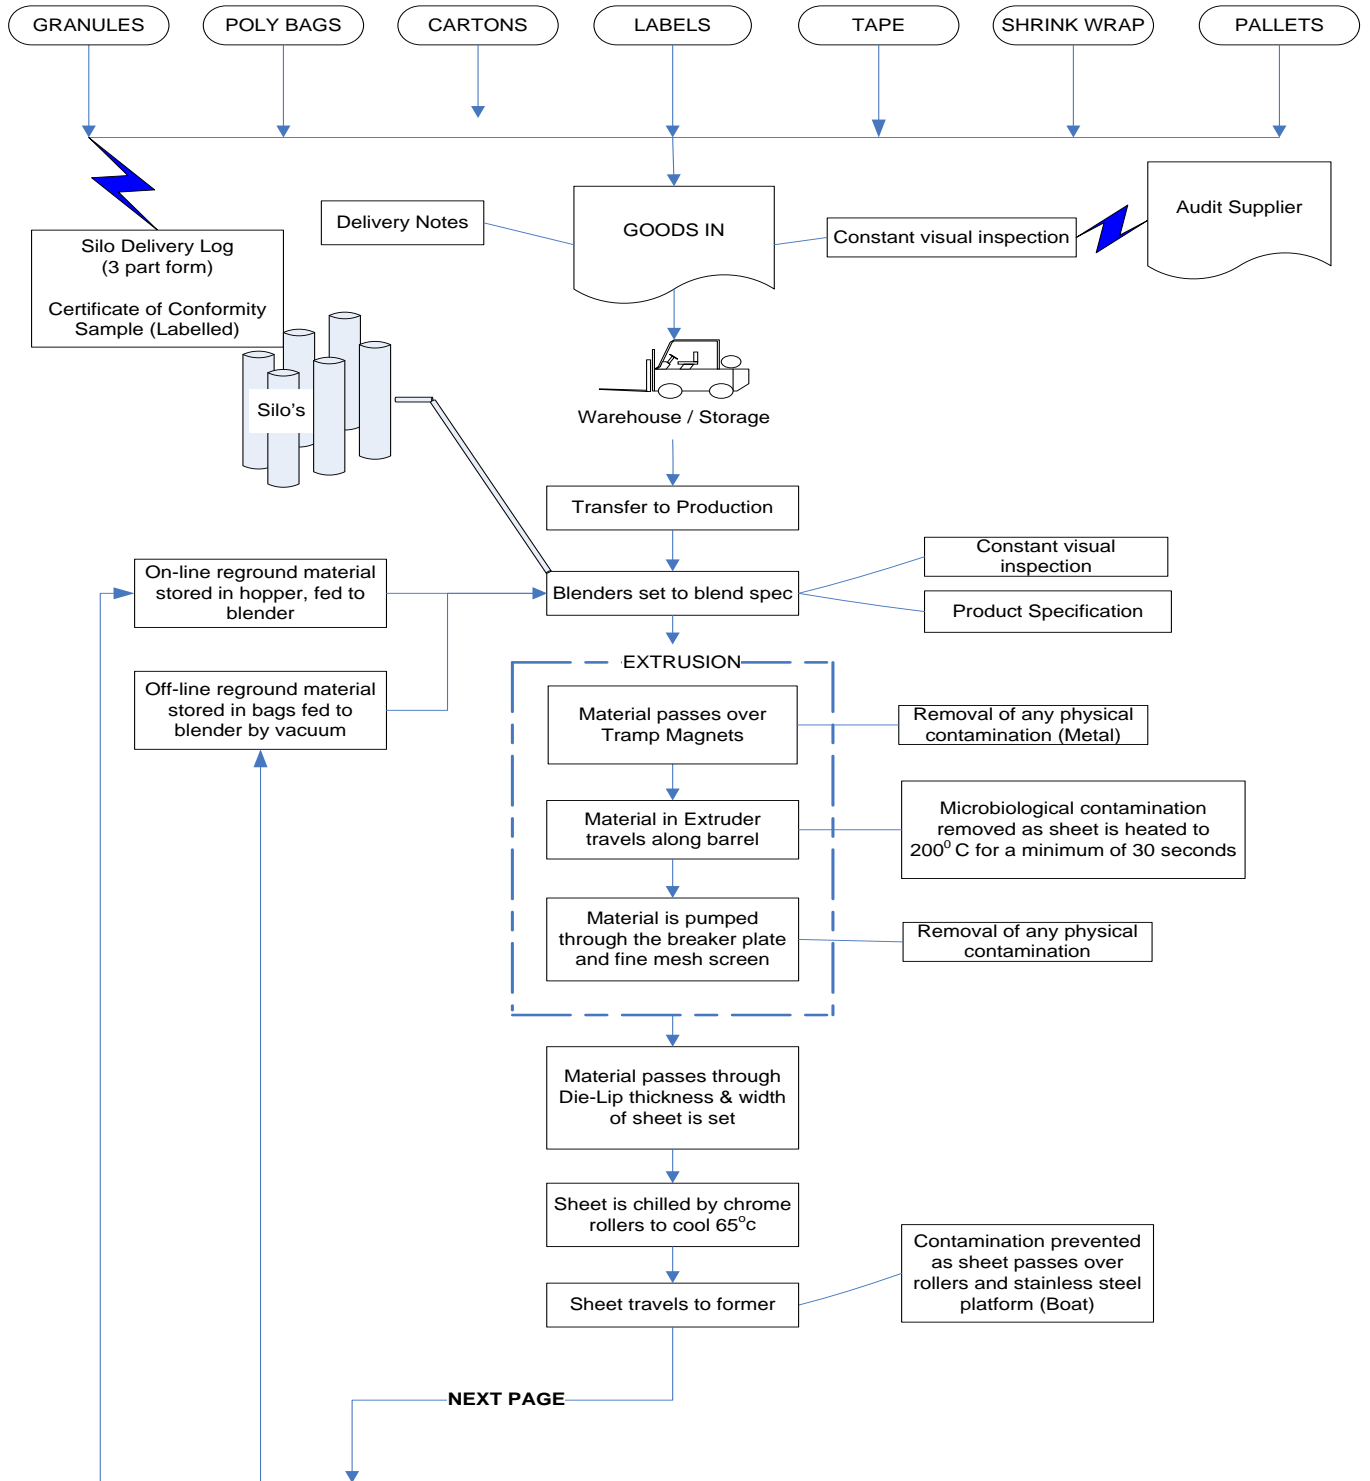 GRANULES
POLY BAGS
CARTONS
LABELS
TAPE
SHRINK WRAP
PALLETS
Silo Delivery Log
(3 part form)
Certificate of Conformity
Sample (Labelled)
Delivery Notes
GOODS IN
Constant visual inspection
Audit Supplier
Silo's
Warehouse / Storage
Transfer to Production
On-line reground material
stored in hopper, fed to
blender
Blenders set to blend spec
Constant visual
inspection
Product Specification
Off-line reground material
stored in bags fed to
blender by vacuum
EXTRUSION
Material passes over
Tramp Magnets
Removal of any physical
contamination (Metal)
Material in Extruder
travels along barrel
Microbiological contamination
removed as sheet is heated to
200⁰ C for a minimum of 30 seconds
Material is pumped
through the breaker plate
and fine mesh screen
Removal of any physical
contamination
Material passes through
Die-Lip thickness & width
of sheet is set
Sheet is chilled by chrome
rollers to cool 65°c
Sheet travels to former
Contamination prevented
as sheet passes over
rollers and stainless steel
platform (Boat)
NEXT PAGE